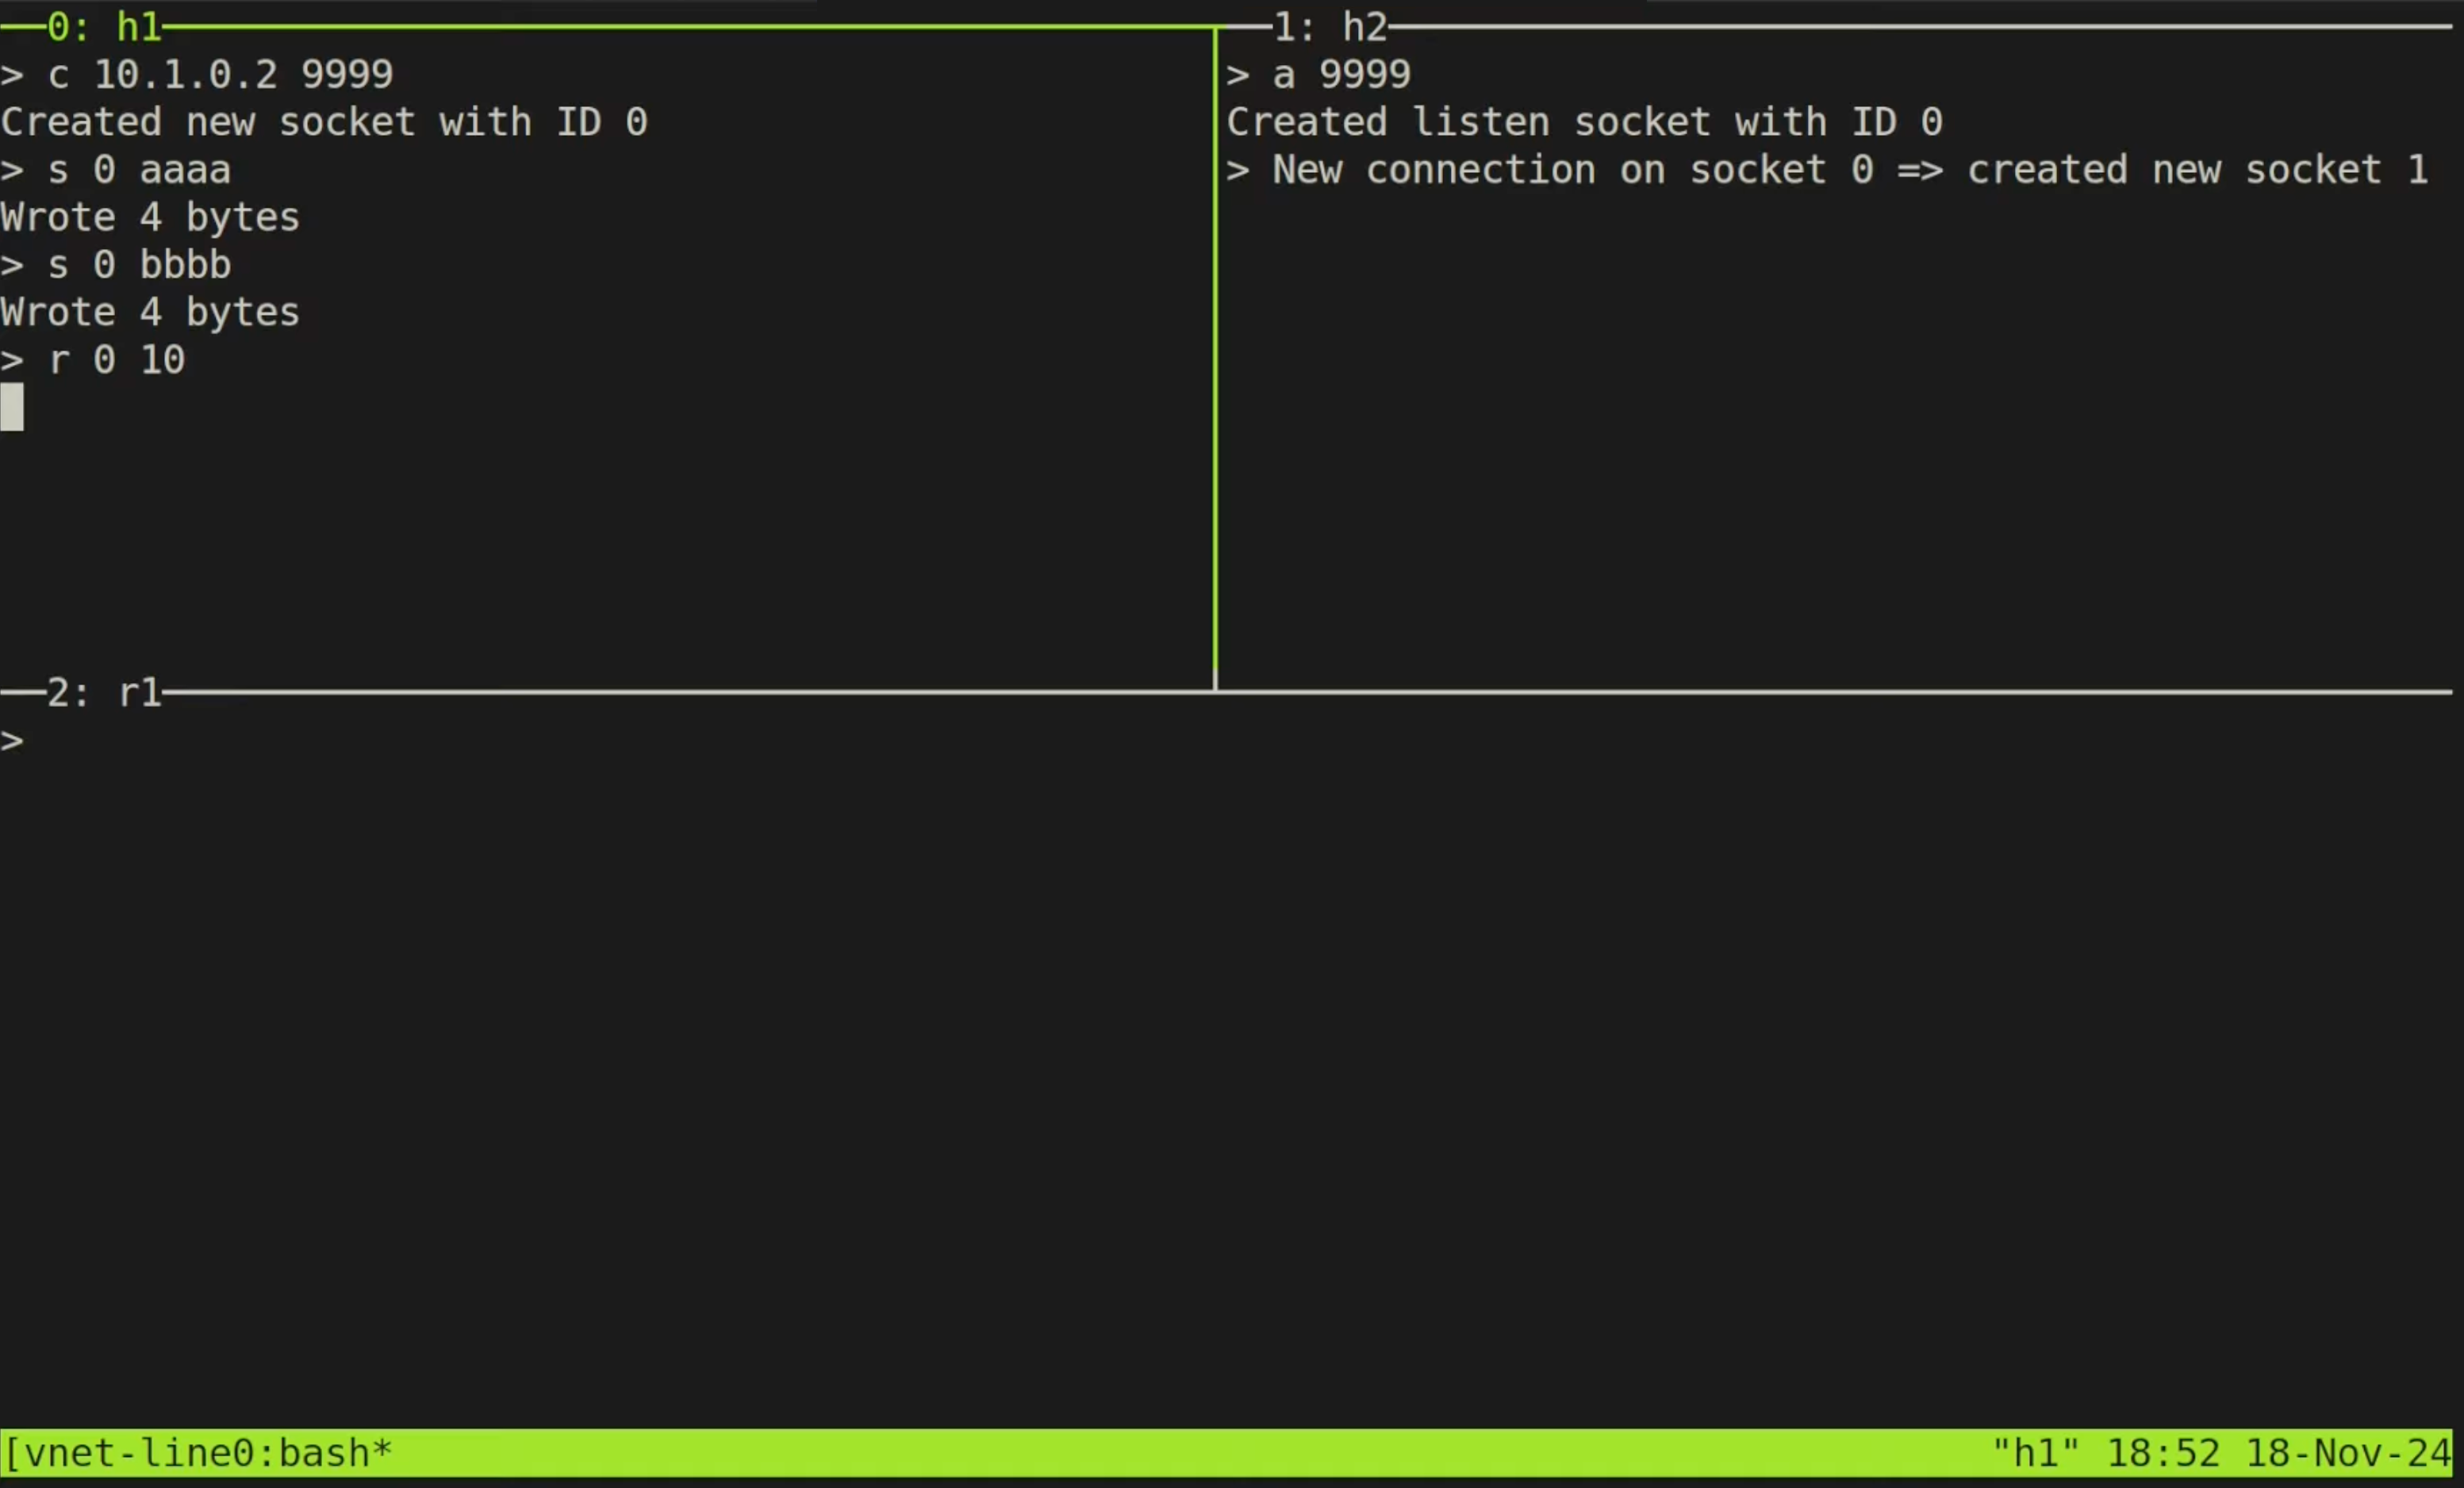 0: h1
> c 10.1.0.2 9999
Created new socket with ID 0
> s 0 aaaa
Wrote 4 bytes
> s 0 bbbb
Wrote 4 bytes
> r 0 10
1: h2
> a 9999
Created listen socket with ID 0
> New connection on socket 0 => created new socket 1
2: r1
>
[vnet-line0:bash* "h1" 18:52 18-Nov-24